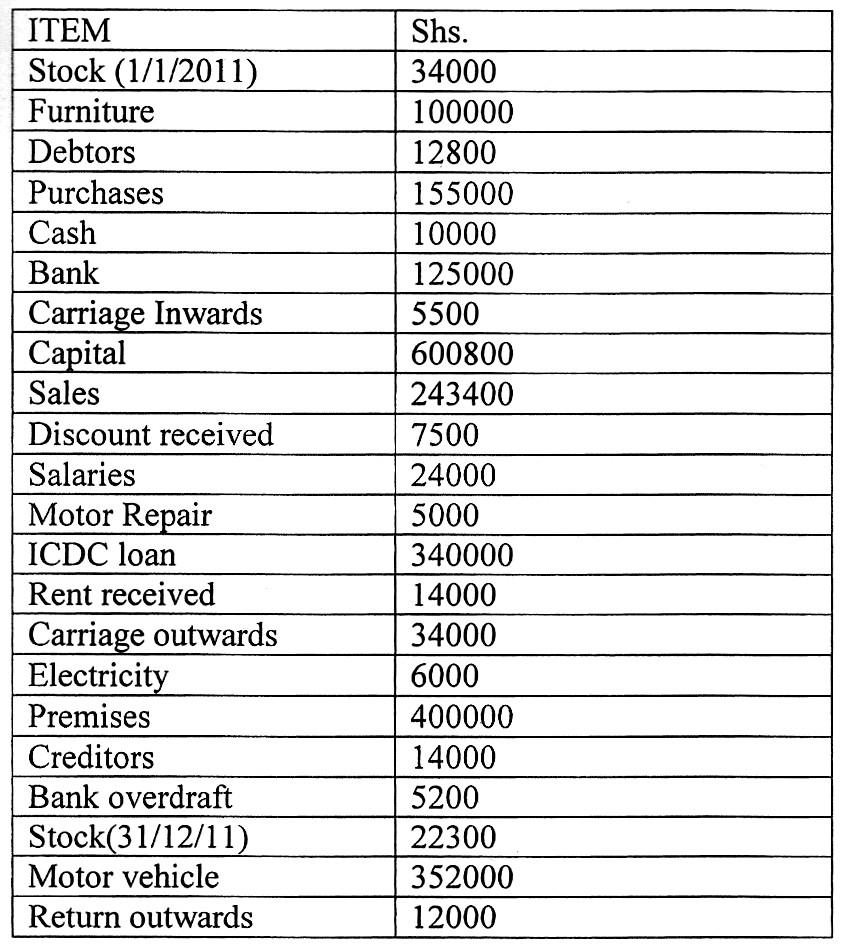 ITEM Shs.
Stock (1/1/2011) 34000
Furniture 100000
Debtors 12800
Purchases 155000
Cash 10000
Bank 125000
Carriage Inwards 5500
Capital 600800
Sales 243400
Discount received 7500
Salaries 24000
Motor Repair 5000
ICDC loan 340000
Rent received 14000
Carriage outwards 34000
Electricity 6000
Premises 400000
Creditors 14000
Bank overdraft 5200
Stock(31/12/11) 22300
Motor vehicle 352000
Return outwards 12000